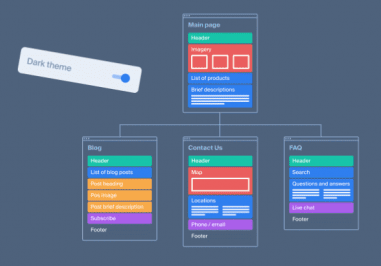 Main page
Header
Imagery
List of products
Brief descriptions
Dark theme
Blog
Header
List of blog posts
Post heading
Post image
Post brief description
Subscribe
Footer
Contact Us
Header
Map
Locations
Phone / email
Footer
FAQ
Header
Search
Questions and answers
Live chat
Footer